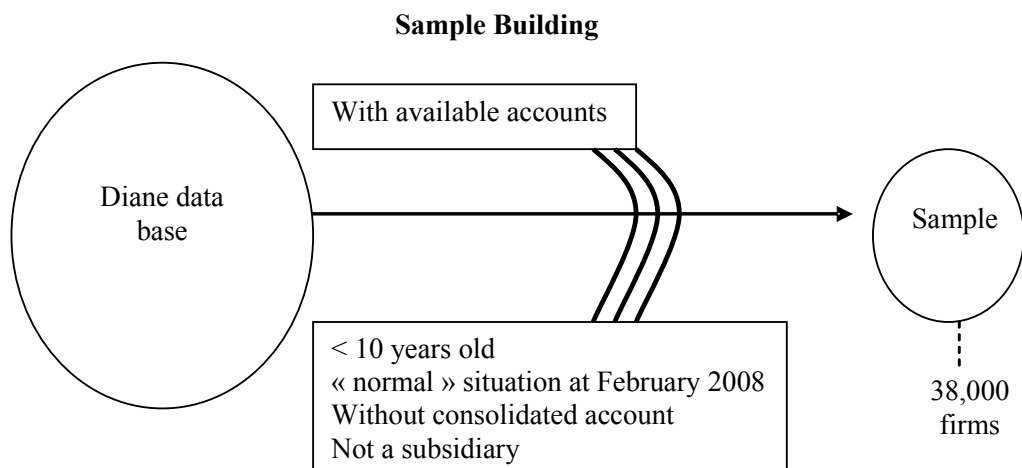 Sample Building
With available accounts
Diane data
base
Sample
< 10 years old
« normal » situation at February 2008
Without consolidated account
Not a subsidiary
38,000
firms